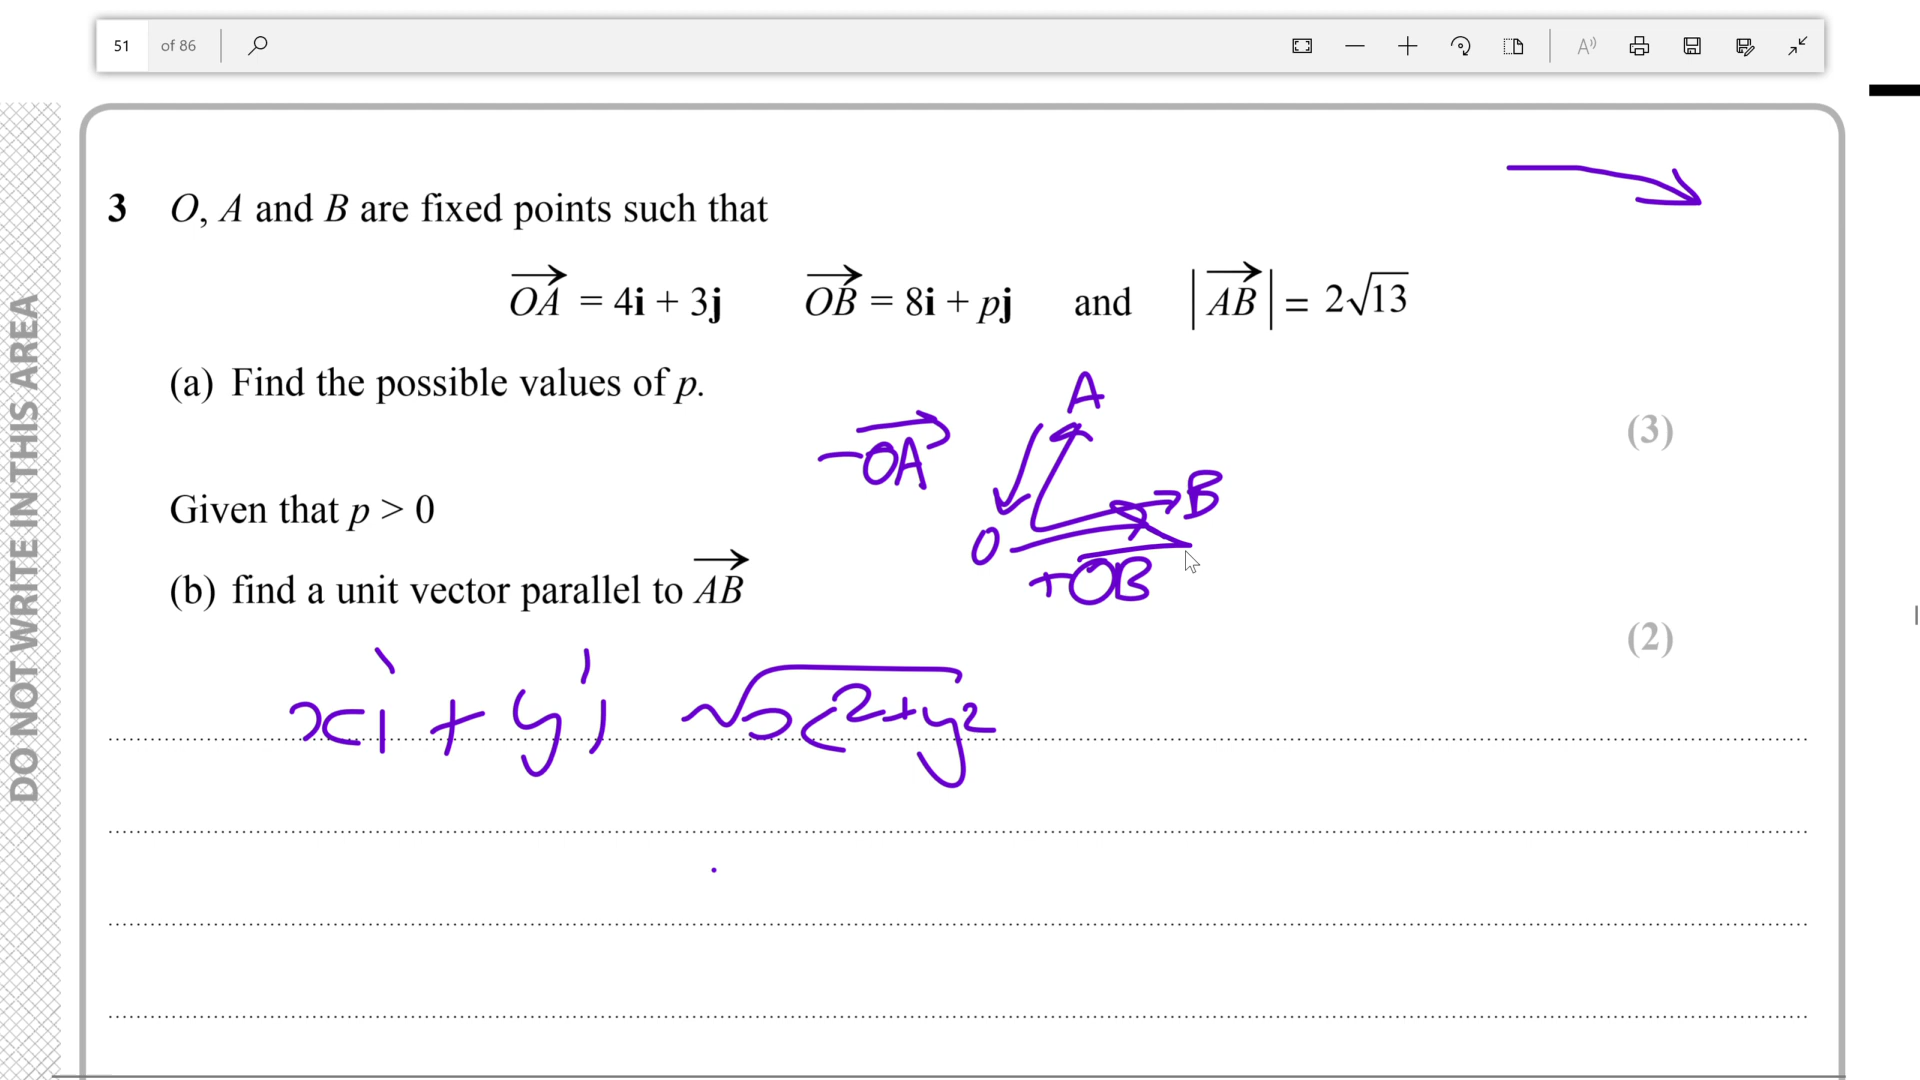 51 of 86
DO NOT WRITE IN THIS AREA
3 O, A and B are fixed points such that
OA = 4i + 3j OB = 8i + pj and |AB| = 2√13
(a) Find the possible values of p.
(3)
A
-OA
B
O
+OB
Given that p > 0
(b) find a unit vector parallel to AB
(2)
xi + yj √x²+y²